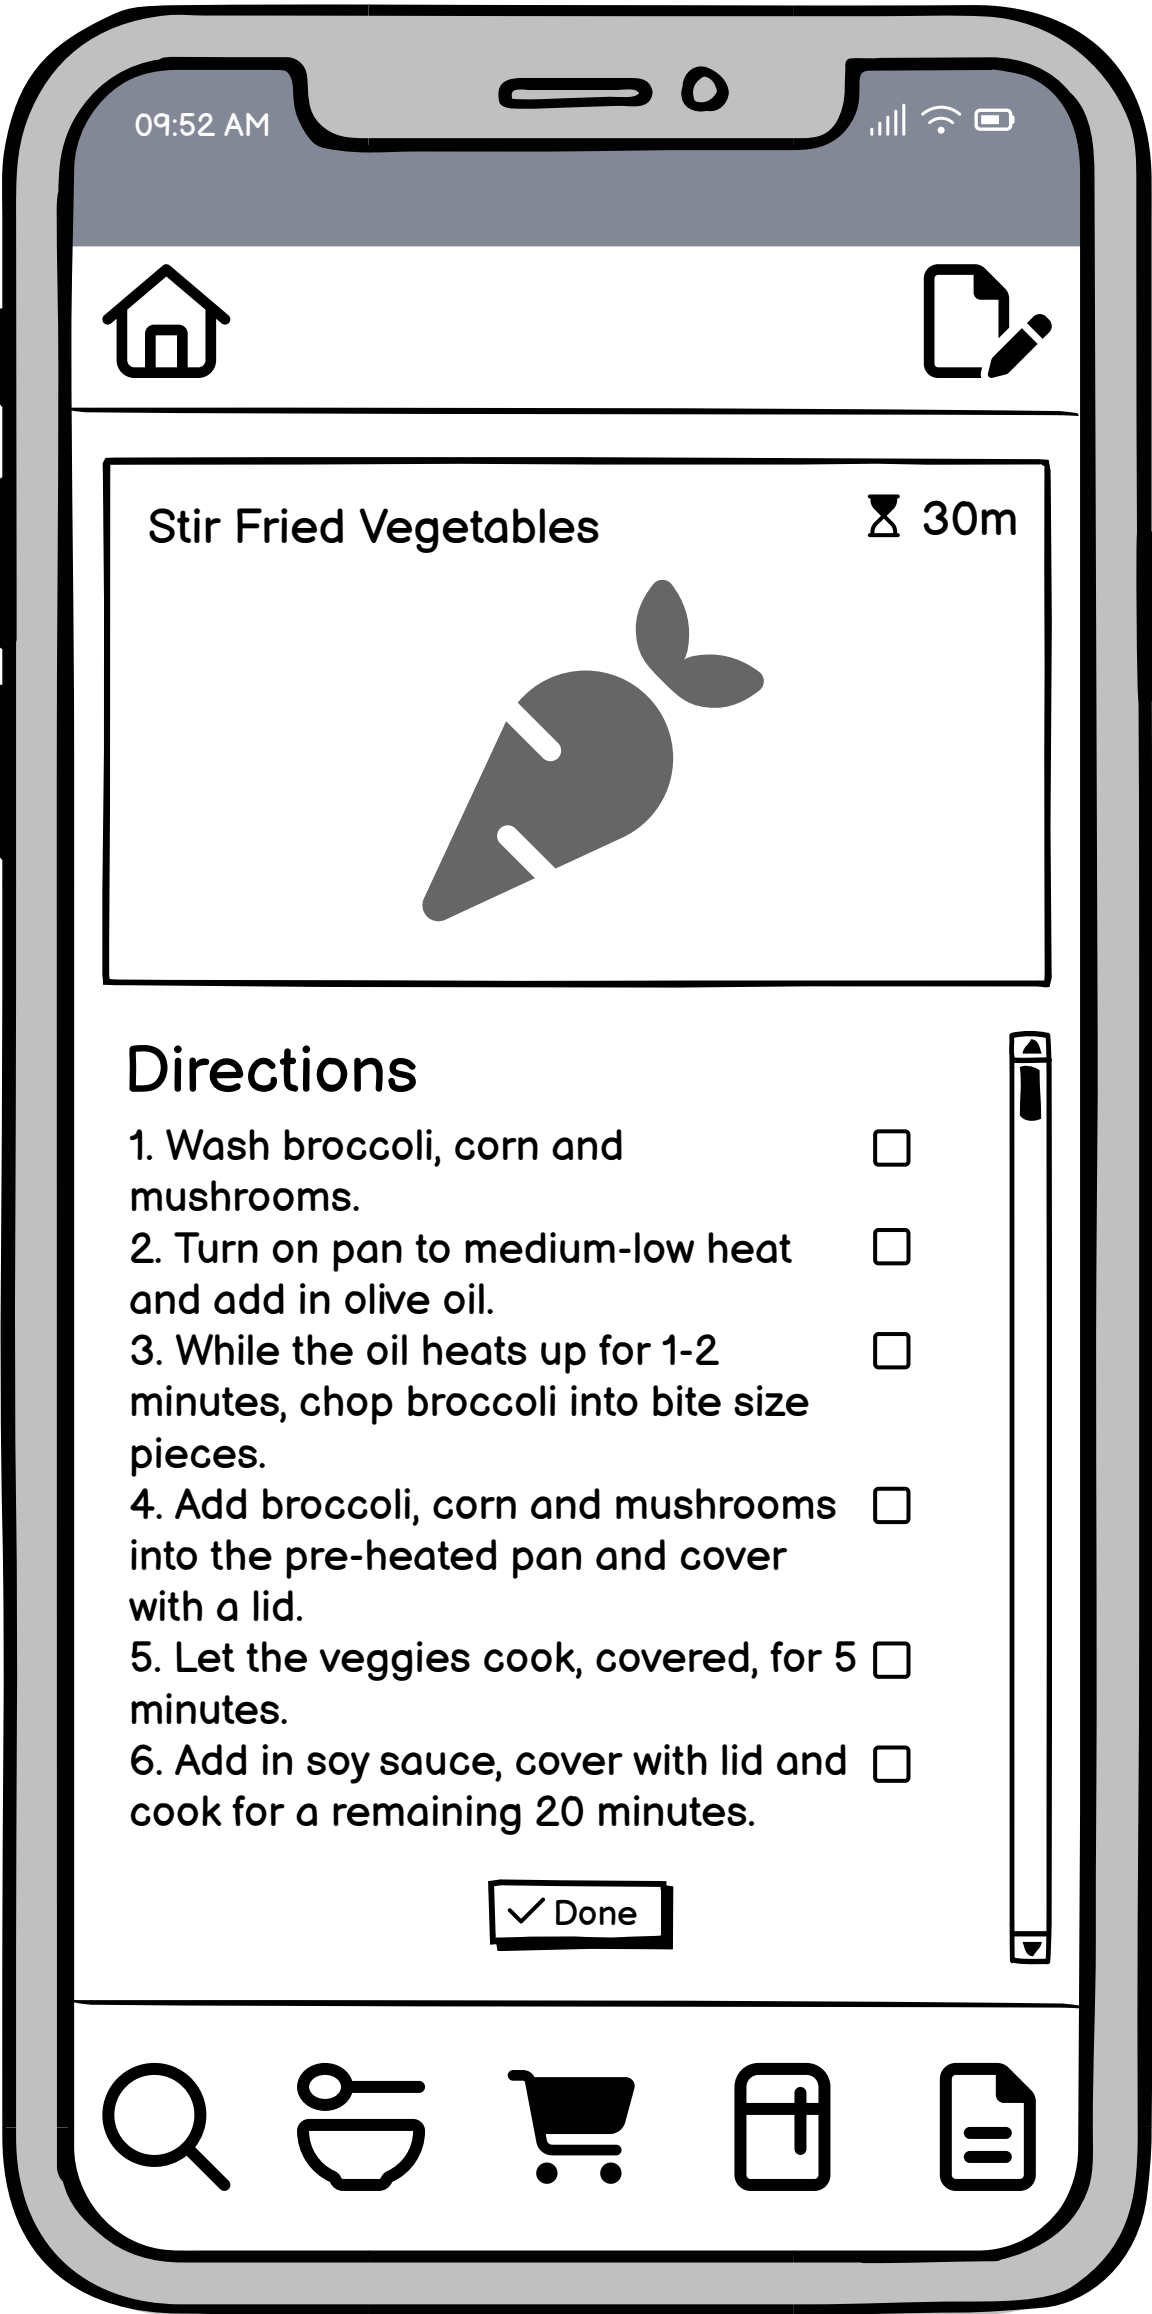 09:52 AM
Stir Fried Vegetables
30m
Directions
1. Wash broccoli, corn and
mushrooms.
2. Turn on pan to medium-low heat
and add in olive oil.
3. While the oil heats up for 1-2
minutes, chop broccoli into bite size
pieces.
4. Add broccoli, corn and mushrooms
into the pre-heated pan and cover
with a lid.
5. Let the veggies cook, covered, for 5
minutes.
6. Add in soy sauce, cover with lid and
cook for a remaining 20 minutes.
Done